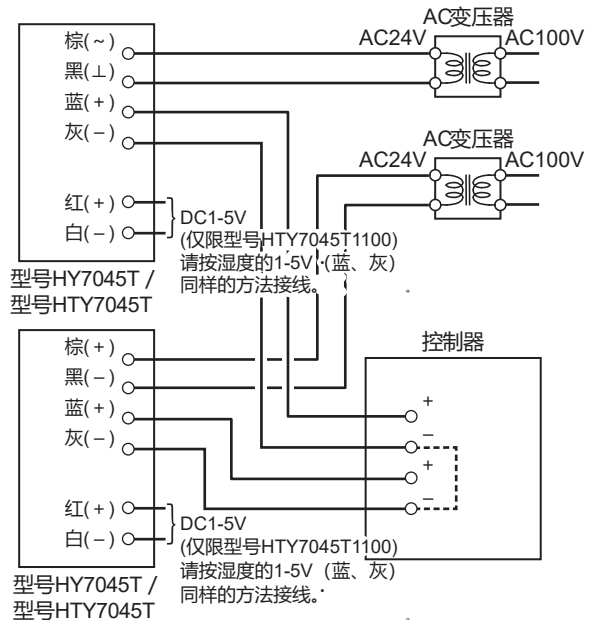 AC变压器
棕(~)
AC24V
AC100V
黑(⊥)
蓝(+)
灰(–)
AC变压器
AC24V
AC100V
红(+)
白(–)
DC1-5V
(仅限型号HTY7045T1100)
请按湿度的1-5V (蓝、灰)
同样的方法接线。
型号HY7045T /
型号HTY7045T
控制器
棕(+)
黑(–)
蓝(+)
灰(–)
+
–
+
–
红(+)
白(–)
DC1-5V
(仅限型号HTY7045T1100)
请按湿度的1-5V (蓝、灰)
同样的方法接线。
型号HY7045T /
型号HTY7045T